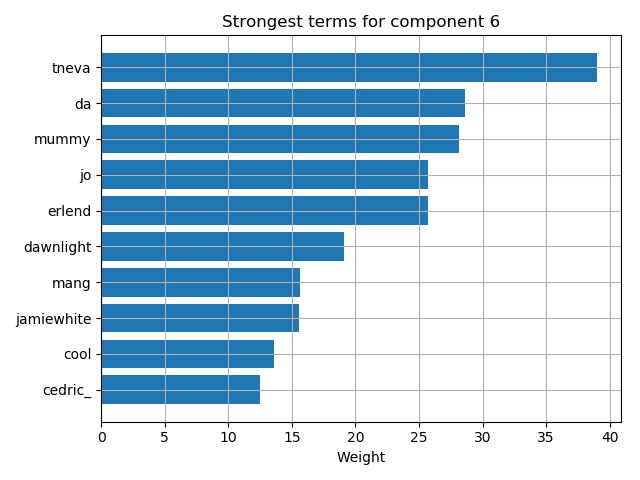 Strongest terms for component 6
tneva
da
mummy
jo
erlend
dawnlight
mang
jamiewhite
cool
cedric_
0 5 10 15 20 25 30 35 40
Weight